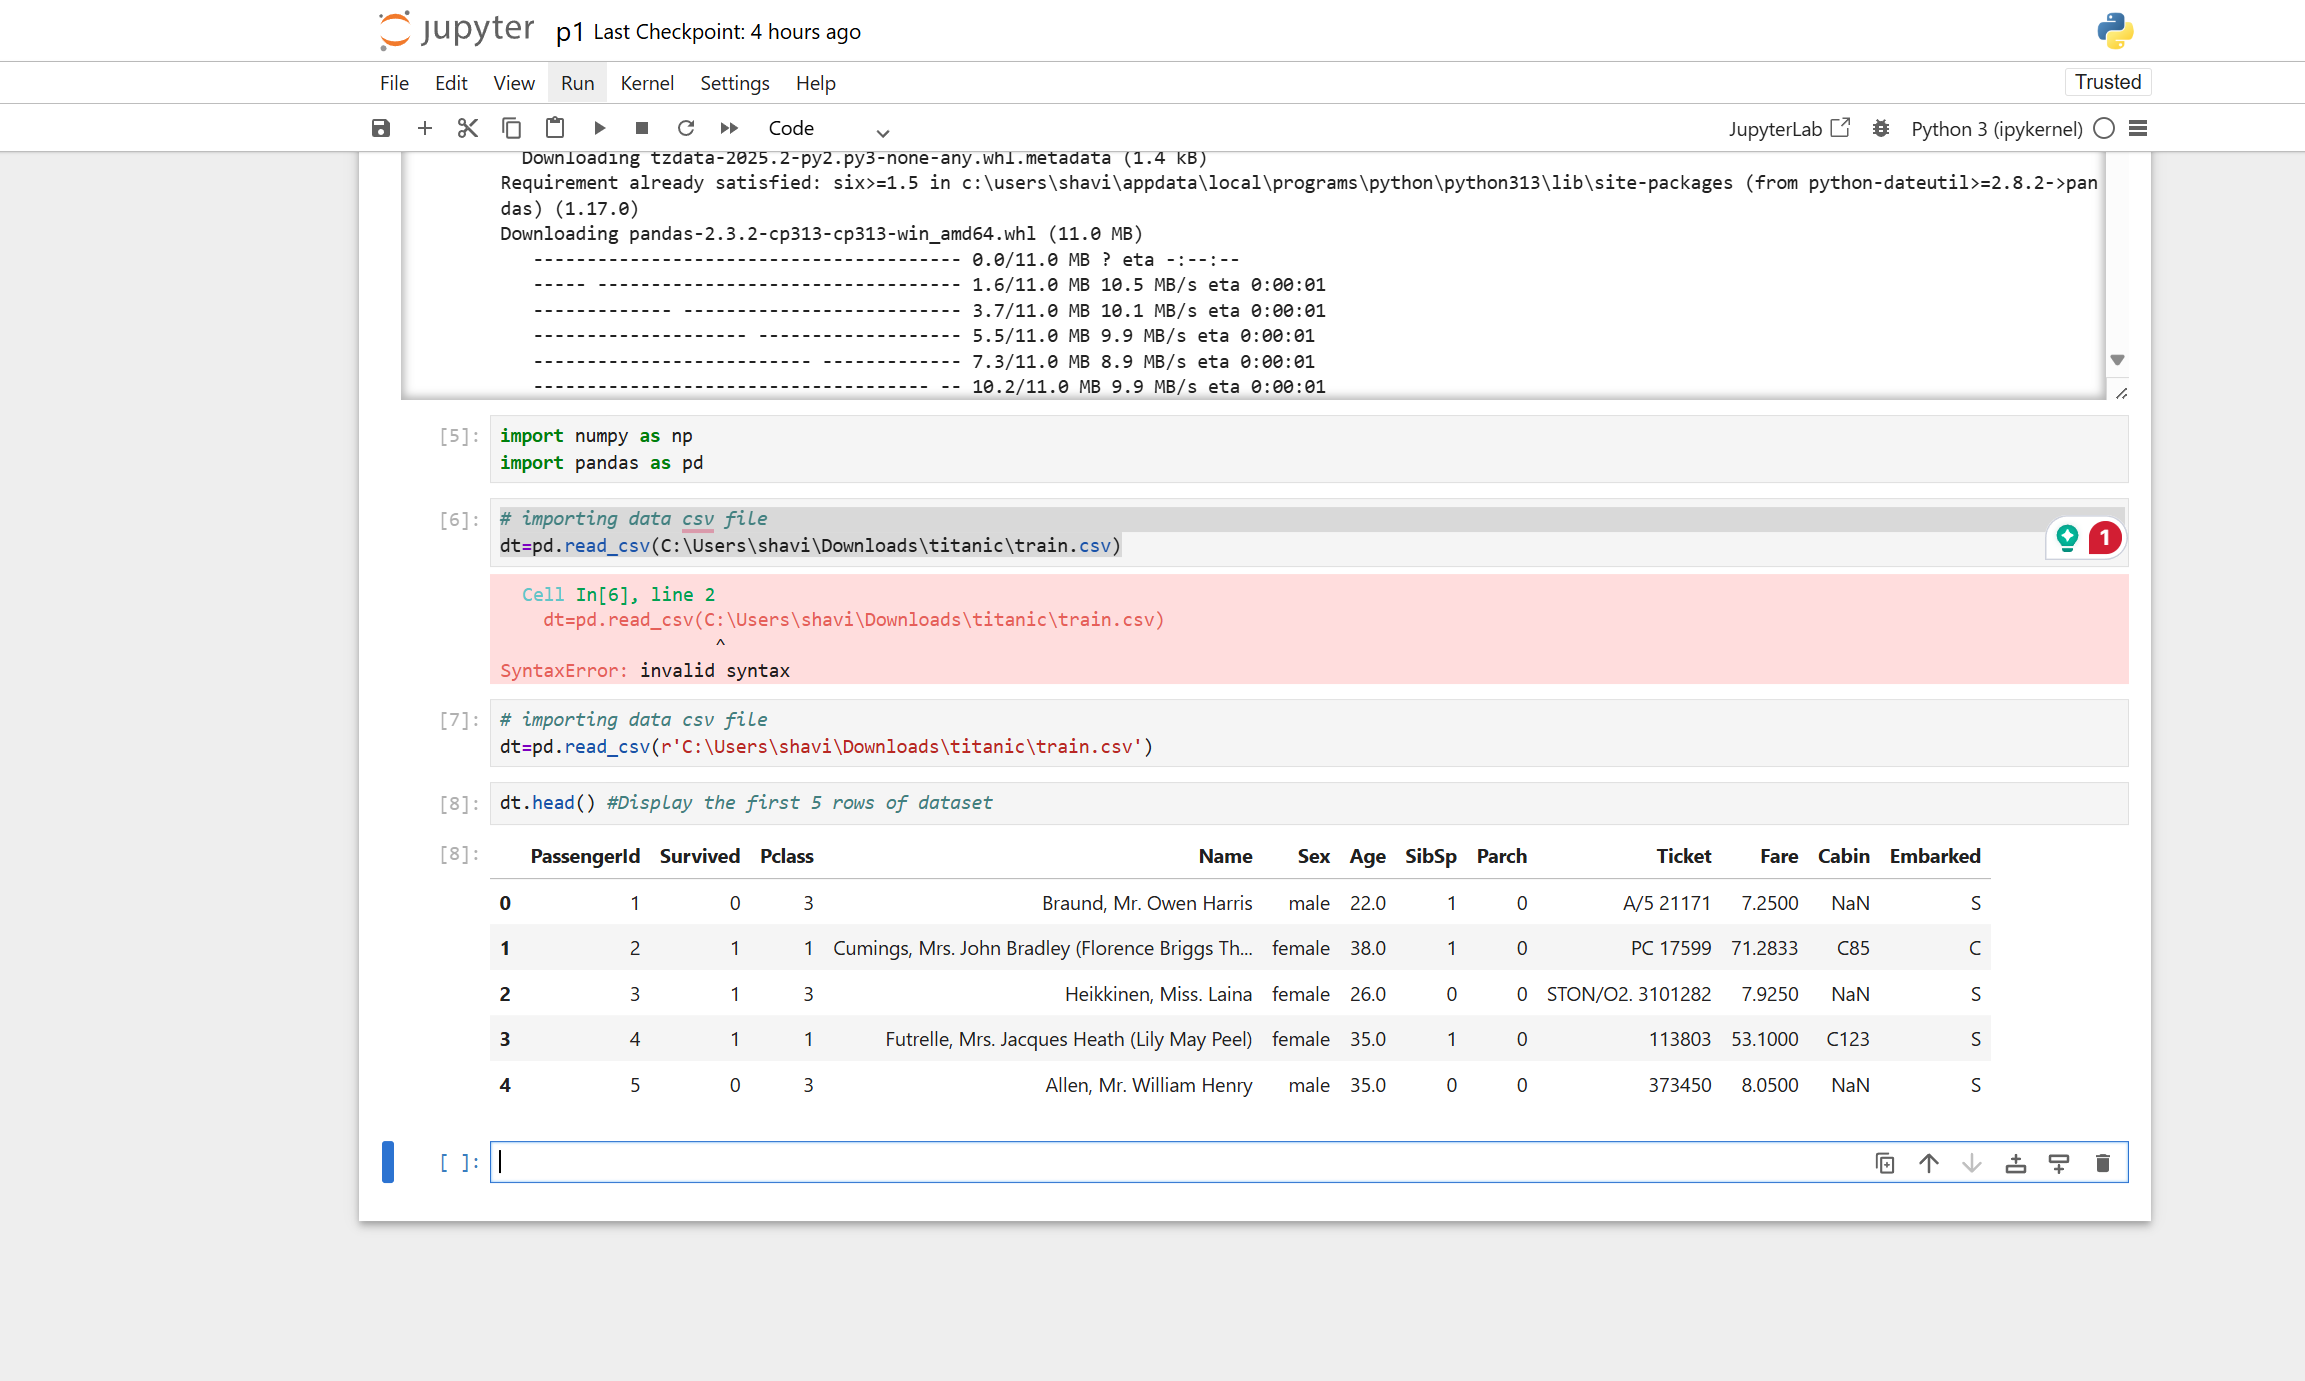 jupyter p1 Last Checkpoint: 4 hours ago
File Edit View Run Kernel Settings Help Trusted
Code JupyterLab Python 3 (ipykernel)
Downloading tzdata-2025.2-py2.py3-none-any.whl.metadata (1.4 kB)
Requirement already satisfied: six>=1.5 in c:\users\shavi\appdata\local\programs\python\python313\lib\site-packages (from python-dateutil>=2.8.2->pan
das) (1.17.0)
Downloading pandas-2.3.2-cp313-cp313-win_amd64.whl (11.0 MB)
---------------------------------------- 0.0/11.0 MB ? eta -:--:--
----- ---------------------------------- 1.6/11.0 MB 10.5 MB/s eta 0:00:01
------------- -------------------------- 3.7/11.0 MB 10.1 MB/s eta 0:00:01
-------------------- ------------------- 5.5/11.0 MB 9.9 MB/s eta 0:00:01
-------------------------- ------------- 7.3/11.0 MB 8.9 MB/s eta 0:00:01
------------------------------------- -- 10.2/11.0 MB 9.9 MB/s eta 0:00:01
[5]: import numpy as np
import pandas as pd
[6]: # importing data csv file
dt=pd.read_csv(C:\Users\shavi\Downloads\titanic\train.csv)
1
Cell In[6], line 2
dt=pd.read_csv(C:\Users\shavi\Downloads\titanic\train.csv)
^
SyntaxError: invalid syntax
[7]: # importing data csv file
dt=pd.read_csv(r'C:\Users\shavi\Downloads\titanic\train.csv')
[8]: dt.head() #Display the first 5 rows of dataset
[8]: PassengerId Survived Pclass Name Sex Age SibSp Parch Ticket Fare Cabin Embarked
0 1 0 3 Braund, Mr. Owen Harris male 22.0 1 0 A/5 21171 7.2500 NaN S
1 2 1 1 Cumings, Mrs. John Bradley (Florence Briggs Th... female 38.0 1 0 PC 17599 71.2833 C85 C
2 3 1 3 Heikkinen, Miss. Laina female 26.0 0 0 STON/O2. 3101282 7.9250 NaN S
3 4 1 1 Futrelle, Mrs. Jacques Heath (Lily May Peel) female 35.0 1 0 113803 53.1000 C123 S
4 5 0 3 Allen, Mr. William Henry male 35.0 0 0 373450 8.0500 NaN S
[ ]: